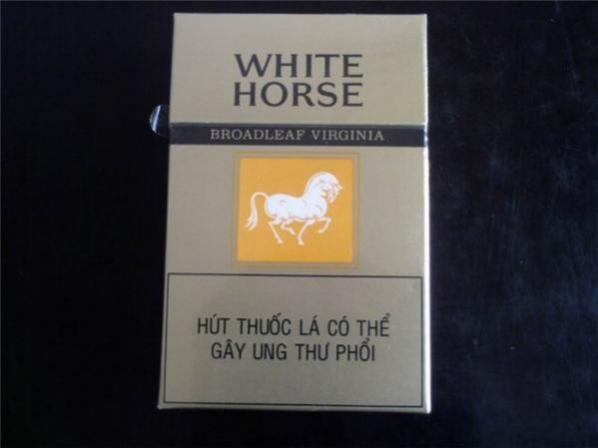 WHITE
HORSE
BROADLEAF VIRGINIA
HÚT THUỐC LÁ CÓ THỂ
GÂY UNG THƯ PHỔI